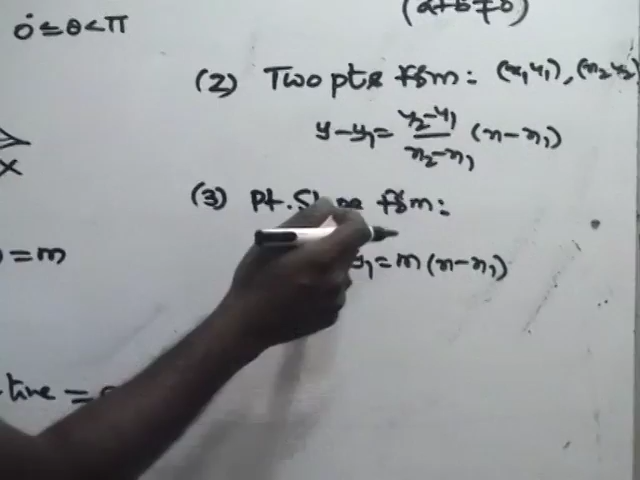 0≤θ<π
(a+b≠0)
(2) Two pts form: (x₁,y₁), (x₂,y₂)
y-y₁= y₂-y₁/x₂-x₁ (x-x₁)
X
(3) pt. Slope form:
=m
y₁=m(x-x₁)
=